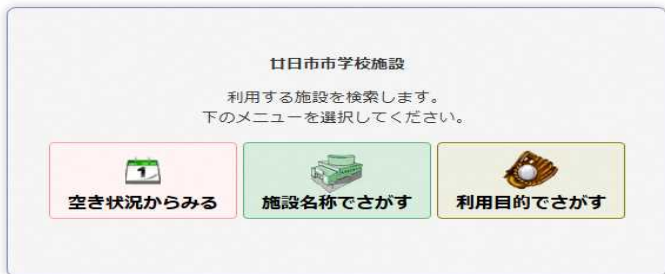 廿日市市学校施設
利用する施設を検索します。
下のメニューを選択してください。
1
空き状況からみる
施設名称でさがす
利用目的でさがす